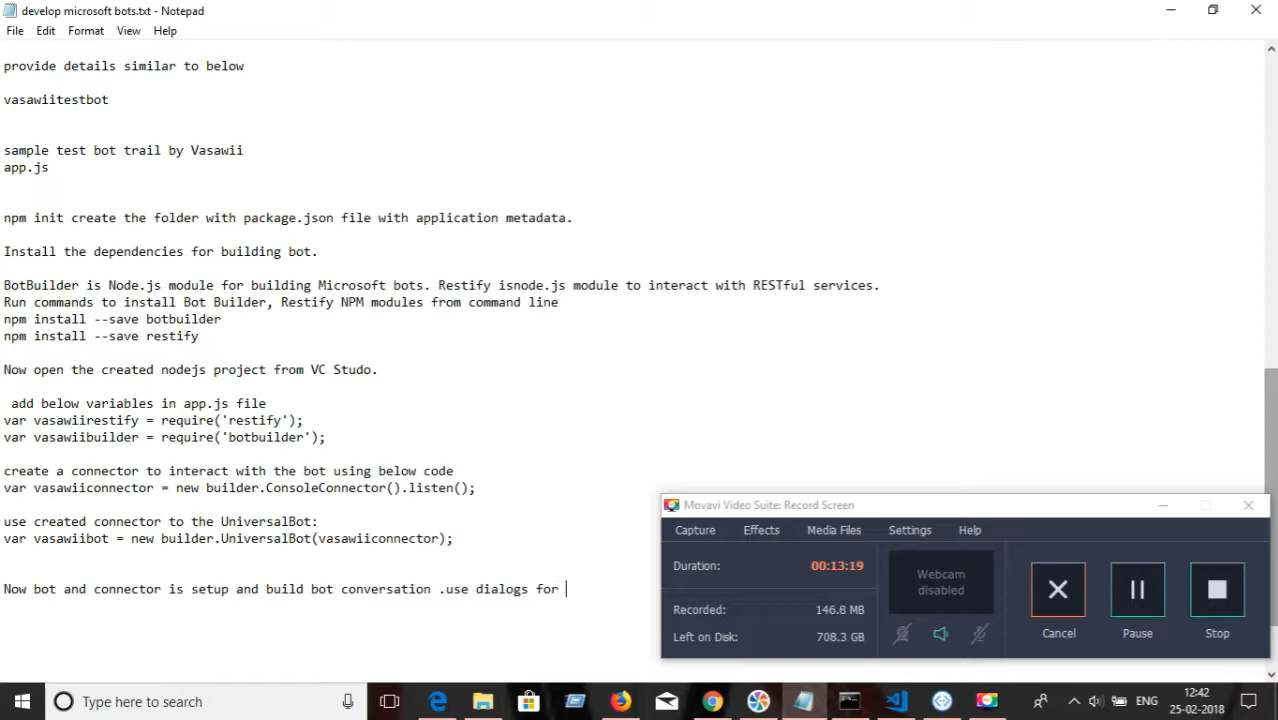 develop microsoft bots.txt - Notepad
File Edit Format View Help
provide details similar to below
vasawiitestbot
sample test bot trail by Vasawii
app.js
npm init create the folder with package.json file with application metadata.
Install the dependencies for building bot.
BotBuilder is Node.js module for building Microsoft bots. Restify isnode.js module to interact with RESTful services.
Run commands to install Bot Builder, Restify NPM modules from command line
npm install --save botbuilder
npm install --save restify
Now open the created nodejs project from VC Studo.
add below variables in app.js file
var vasawiirestify = require('restify');
var vasawiibuilder = require('botbuilder');
create a connector to interact with the bot using below code
var vasawiiconnector = new builder.ConsoleConnector().listen();
use created connector to the UniversalBot:
var vasawiibot = new builder.UniversalBot(vasawiiconnector);
Now bot and connector is setup and build bot conversation .use dialogs for
Movavi Video Suite: Record Screen
Capture Effects Media Files Settings Help
Duration: 00:13:19
Recorded: 146.8 MB
Left on Disk: 708.3 GB
Webcam
disabled
Cancel Pause Stop
Type here to search
ENG
12:42
25-02-2018